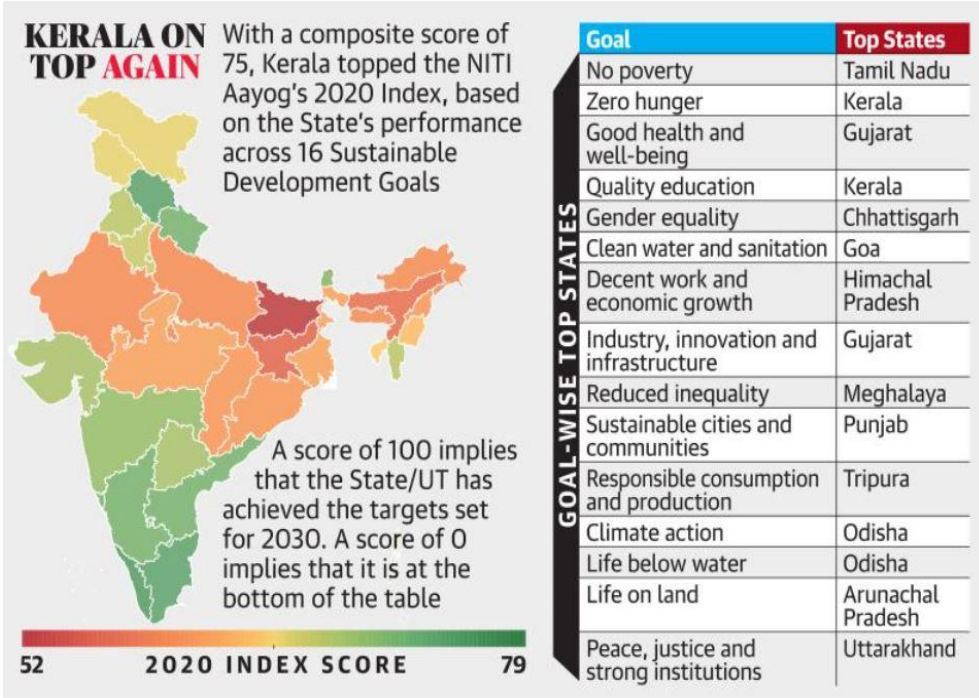 KERALA ON
TOP AGAIN
With a composite score of
75, Kerala topped the NITI
Aayog's 2020 Index, based
on the State's performance
across 16 Sustainable
Development Goals
A score of 100 implies
that the State/UT has
achieved the targets set
for 2030. A score of 0
implies that it is at the
bottom of the table
52 2020 INDEX SCORE 79
GOAL-WISE TOP STATES
Goal Top States
No poverty Tamil Nadu
Zero hunger Kerala
Good health and Gujarat
well-being
Quality education Kerala
Gender equality Chhattisgarh
Clean water and sanitation Goa
Decent work and Himachal
economic growth Pradesh
Industry, innovation and Gujarat
infrastructure
Reduced inequality Meghalaya
Sustainable cities and Punjab
communities
Responsible consumption Tripura
and production
Climate action Odisha
Life below water Odisha
Life on land Arunachal
Pradesh
Peace, justice and Uttarakhand
strong institutions